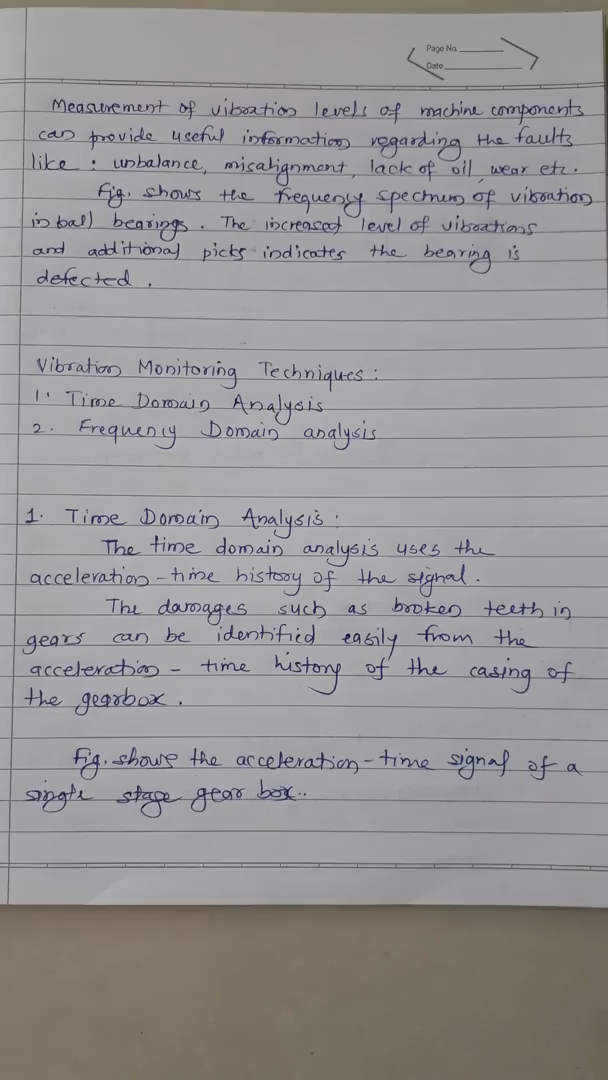 Page No.
Date
Measurement of vibration levels of machine components
can provide useful information regarding the faults
like : unbalance, misalignment, lack of oil, wear etc.
Fig. shows the frequency spectrum of vibration
in ball bearings. The increased level of vibrations
and additional picks indicates the bearing is
defected.
Vibration Monitoring Techniques :
1. Time Domain Analysis
2. Frequency Domain analysis
1. Time Domain Analysis :
The time domain analysis uses the
acceleration - time history of the signal.
The damages such as broken teeth in
gears can be identified easily from the
acceleration - time history of the casing of
the gearbox.
Fig. shows the acceleration - time signal of a
single stage gear box..